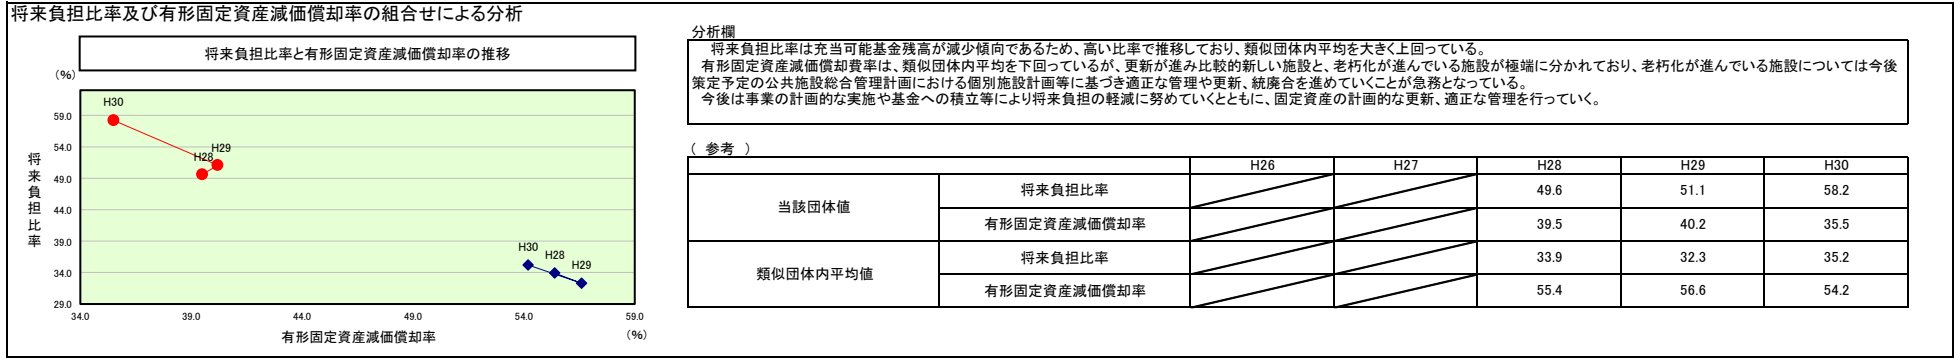 将来負担比率及び有形固定資産減価償却率の組合せによる分析
将来負担比率と有形固定資産減価償却率の推移
(%)
H30
59.0
54.0
49.0
44.0
39.0
34.0
29.0
H29
H28
H30
H28
H29
将来負担比率
34.0 39.0 44.0 49.0 54.0 59.0
有形固定資産減価償却率
(%)
分析欄
将来負担比率は充当可能基金残高が減少傾向であるため、高い比率で推移しており、類似団体内平均を大きく上回っている。
有形固定資産減価償却費率は、類似団体内平均を下回っているが、更新が進み比較的新しい施設と、老朽化が進んでいる施設が極端に分かれており、老朽化が進んでいる施設については今後
策定予定の公共施設総合管理計画における個別施設計画等に基づき適正な管理や更新、統廃合を進めていくことが急務となっている。
今後は事業の計画的な実施や基金への積立等により将来負担の軽減に努めていくとともに、固定資産の計画的な更新、適正な管理を行っていく。
( 参考 )
H26 H27 H28 H29 H30
当該団体値
将来負担比率 49.6 51.1 58.2
有形固定資産減価償却率 39.5 40.2 35.5
類似団体内平均値
将来負担比率 33.9 32.3 35.2
有形固定資産減価償却率 55.4 56.6 54.2